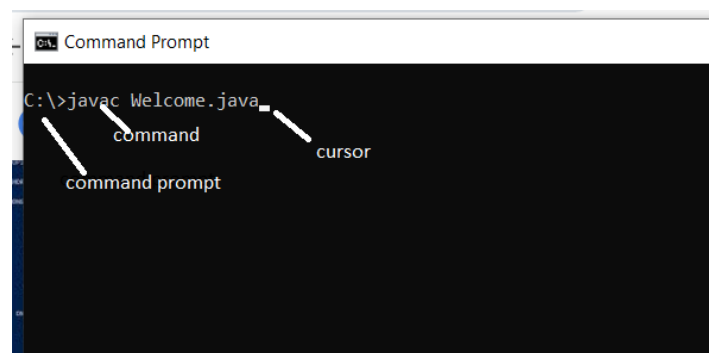 Command Prompt
C:\>javac Welcome.java
command
cursor
command prompt